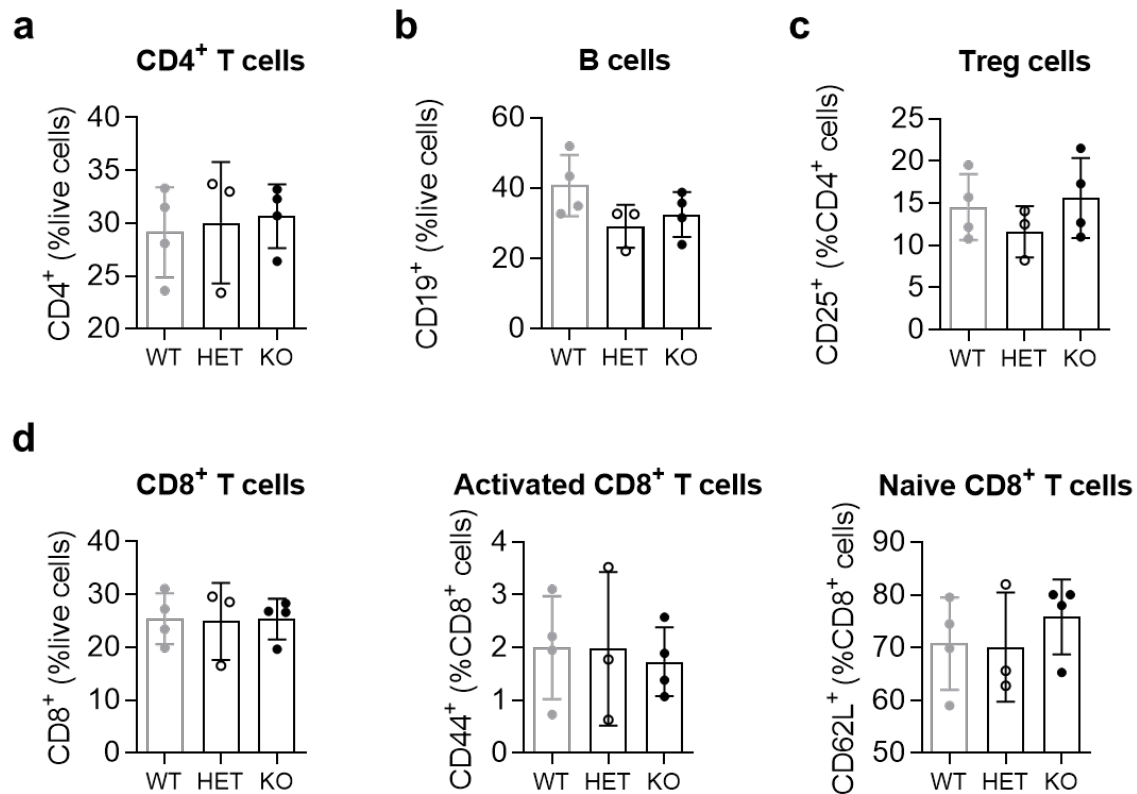 a
CD4⁺ T cells
CD4⁺ (%live cells)
40
35
30
25
20
WT HET KO
b
B cells
CD19⁺ (%live cells)
60
40
20
0
WT HET KO
c
Treg cells
CD25⁺ (%CD4⁺ cells)
25
20
15
10
5
0
WT HET KO
d
CD8⁺ T cells
CD8⁺ (%live cells)
40
30
20
10
0
WT HET KO
Activated CD8⁺ T cells
CD44⁺ (%CD8⁺ cells)
4
3
2
1
0
WT HET KO
Naive CD8⁺ T cells
CD62L⁺ (%CD8⁺ cells)
90
80
70
60
50
WT HET KO